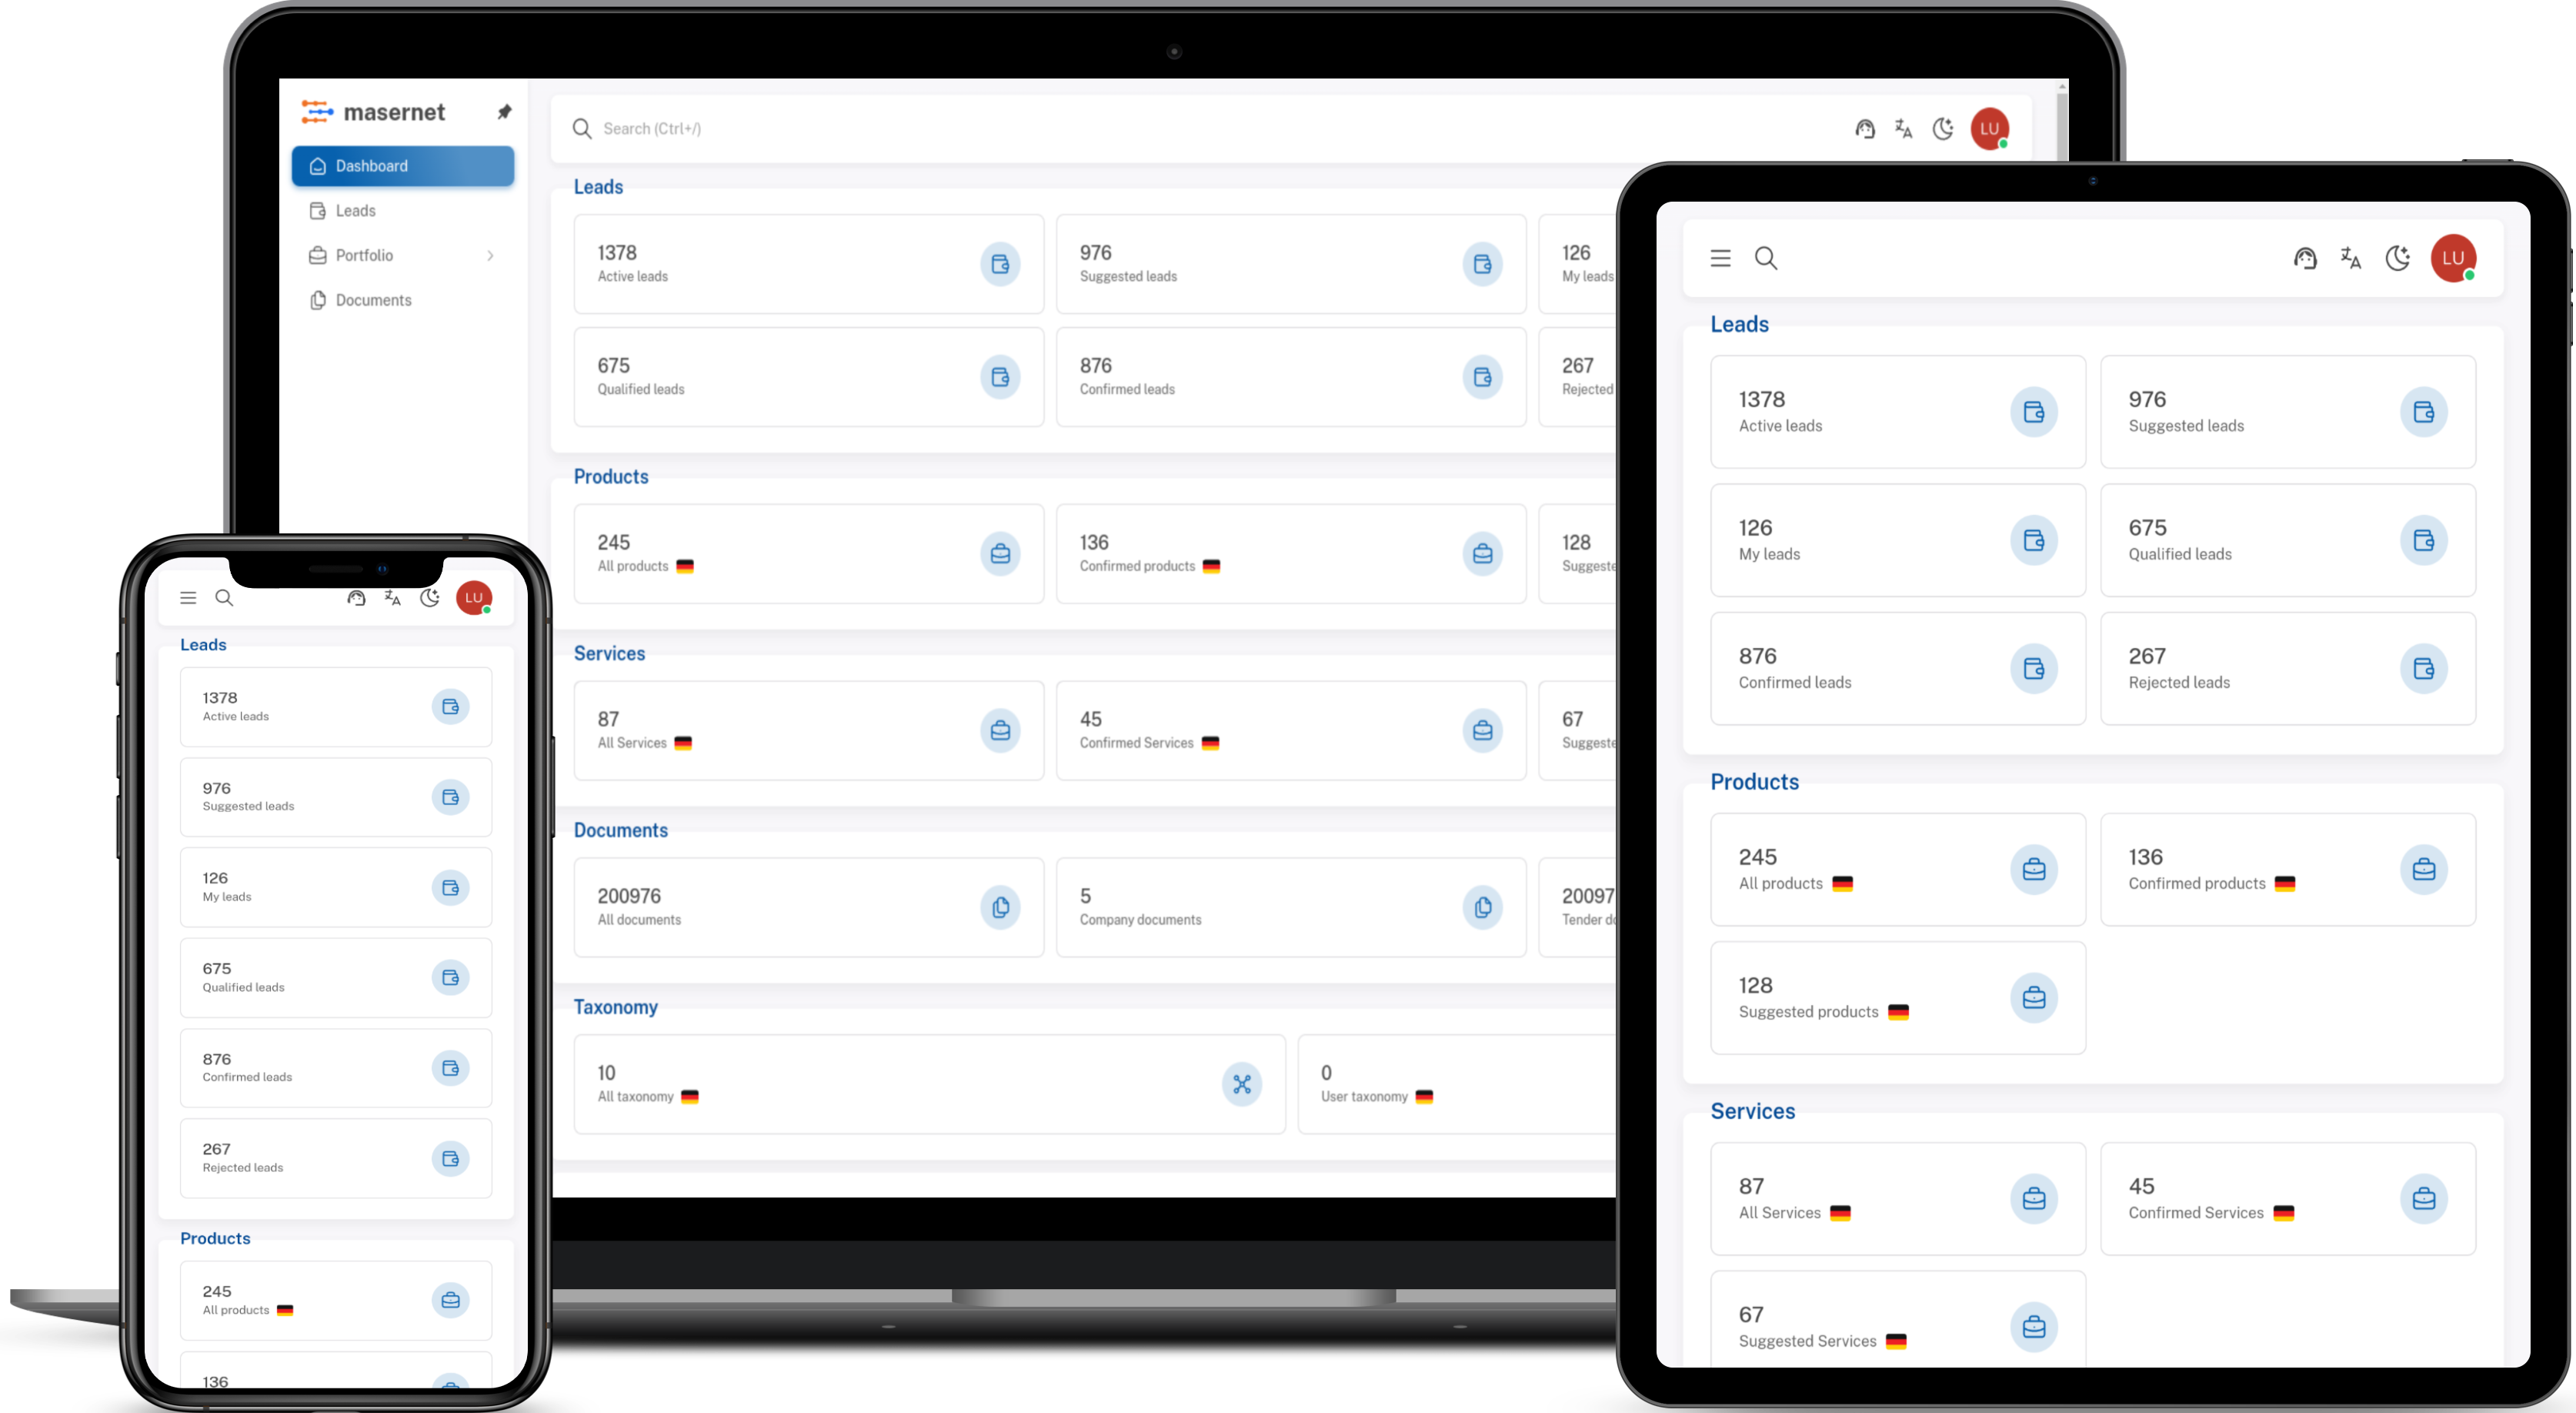 masernet
Dashboard
Leads
Portfolio
Documents
Search (Ctrl+/)
LU
Leads
1378
Active leads
976
Suggested leads
126
My leads
675
Qualified leads
876
Confirmed leads
267
Rejected
Products
245
All products
136
Confirmed products
128
Services
87
All Services
45
Confirmed Services
67
Documents
200976
All documents
5
Company documents
20097
Tender
Taxonomy
10
All taxonomy
0
User taxonomy
LU
Leads
1378
Active leads
976
Suggested leads
126
My leads
675
Qualified leads
876
Confirmed leads
267
Rejected leads
Products
245
All products
136
LU
Leads
1378
Active leads
976
Suggested leads
126
My leads
675
Qualified leads
876
Confirmed leads
267
Rejected leads
Products
245
All products
136
Confirmed products
128
Suggested products
Services
87
All Services
45
Confirmed Services
67
Suggested Services